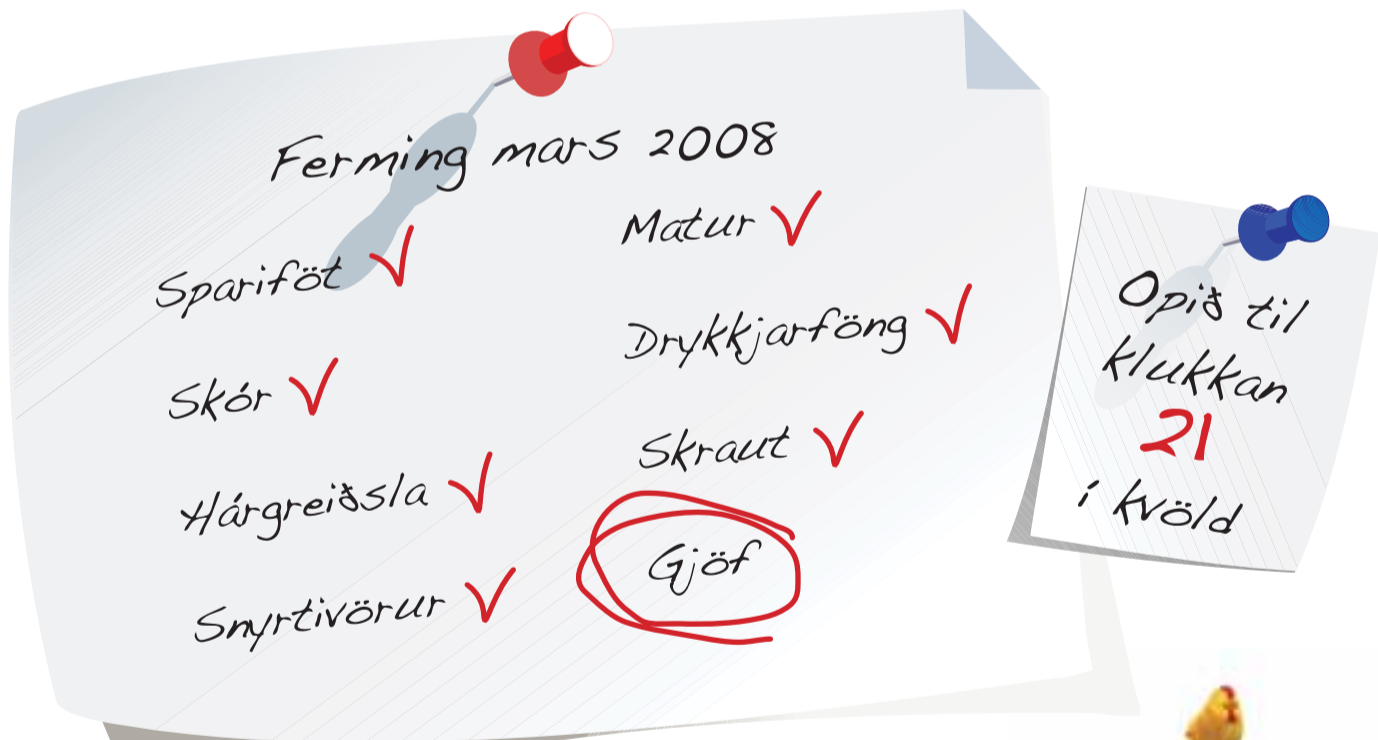 Ferming mars 2008
Spariföt
Skór
Hárgreiðsla
Snyrtivörur
Matur
Drykkjarföng
Skraut
Gjöf
Opið til
klukkan
21
í kvöld